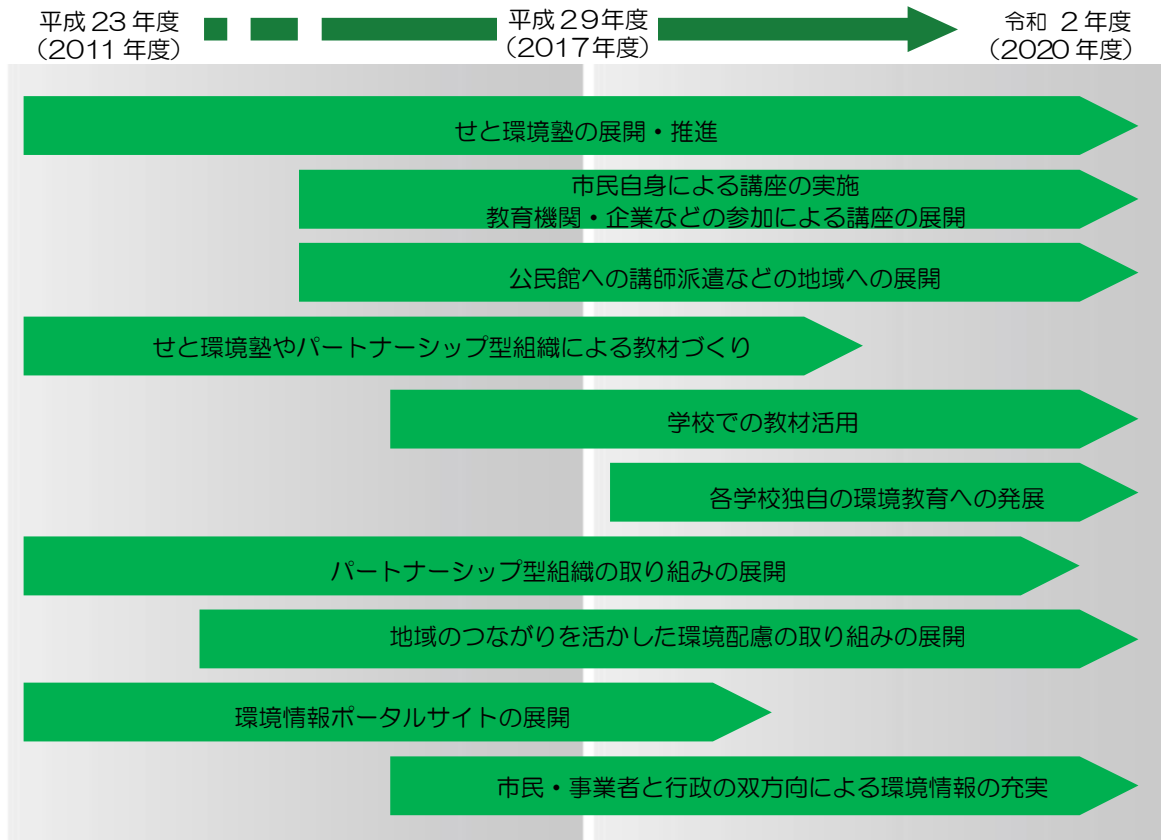 平成23年度
(2011年度)
平成29年度
(2017年度)
令和 2年度
(2020年度)
せと環境塾の展開・推進
市民自身による講座の実施
教育機関・企業などの参加による講座の展開
公民館への講師派遣などの地域への展開
せと環境塾やパートナーシップ型組織による教材づくり
学校での教材活用
各学校独自の環境教育への発展
パートナーシップ型組織の取り組みの展開
地域のつながりを活かした環境配慮の取り組みの展開
環境情報ポータルサイトの展開
市民・事業者と行政の双方向による環境情報の充実